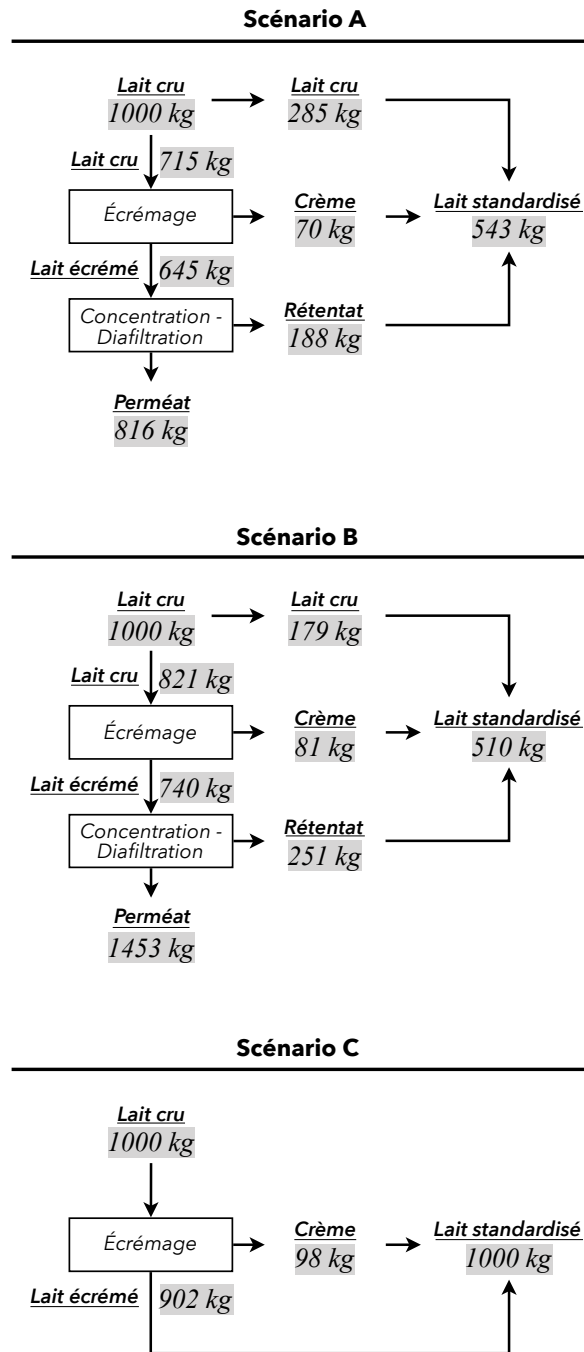 Scénario A
Lait cru
1000 kg
Lait cru
285 kg
Lait cru
715 kg
Écrémage
Crème
70 kg
Lait standardisé
543 kg
Lait écrémé
645 kg
Concentration -
Diafiltration
Rétentat
188 kg
Perméat
816 kg
Scénario B
Lait cru
1000 kg
Lait cru
179 kg
Lait cru
821 kg
Écrémage
Crème
81 kg
Lait standardisé
510 kg
Lait écrémé
740 kg
Concentration -
Diafiltration
Rétentat
251 kg
Perméat
1453 kg
Scénario C
Lait cru
1000 kg
Écrémage
Crème
98 kg
Lait standardisé
1000 kg
Lait écrémé
902 kg